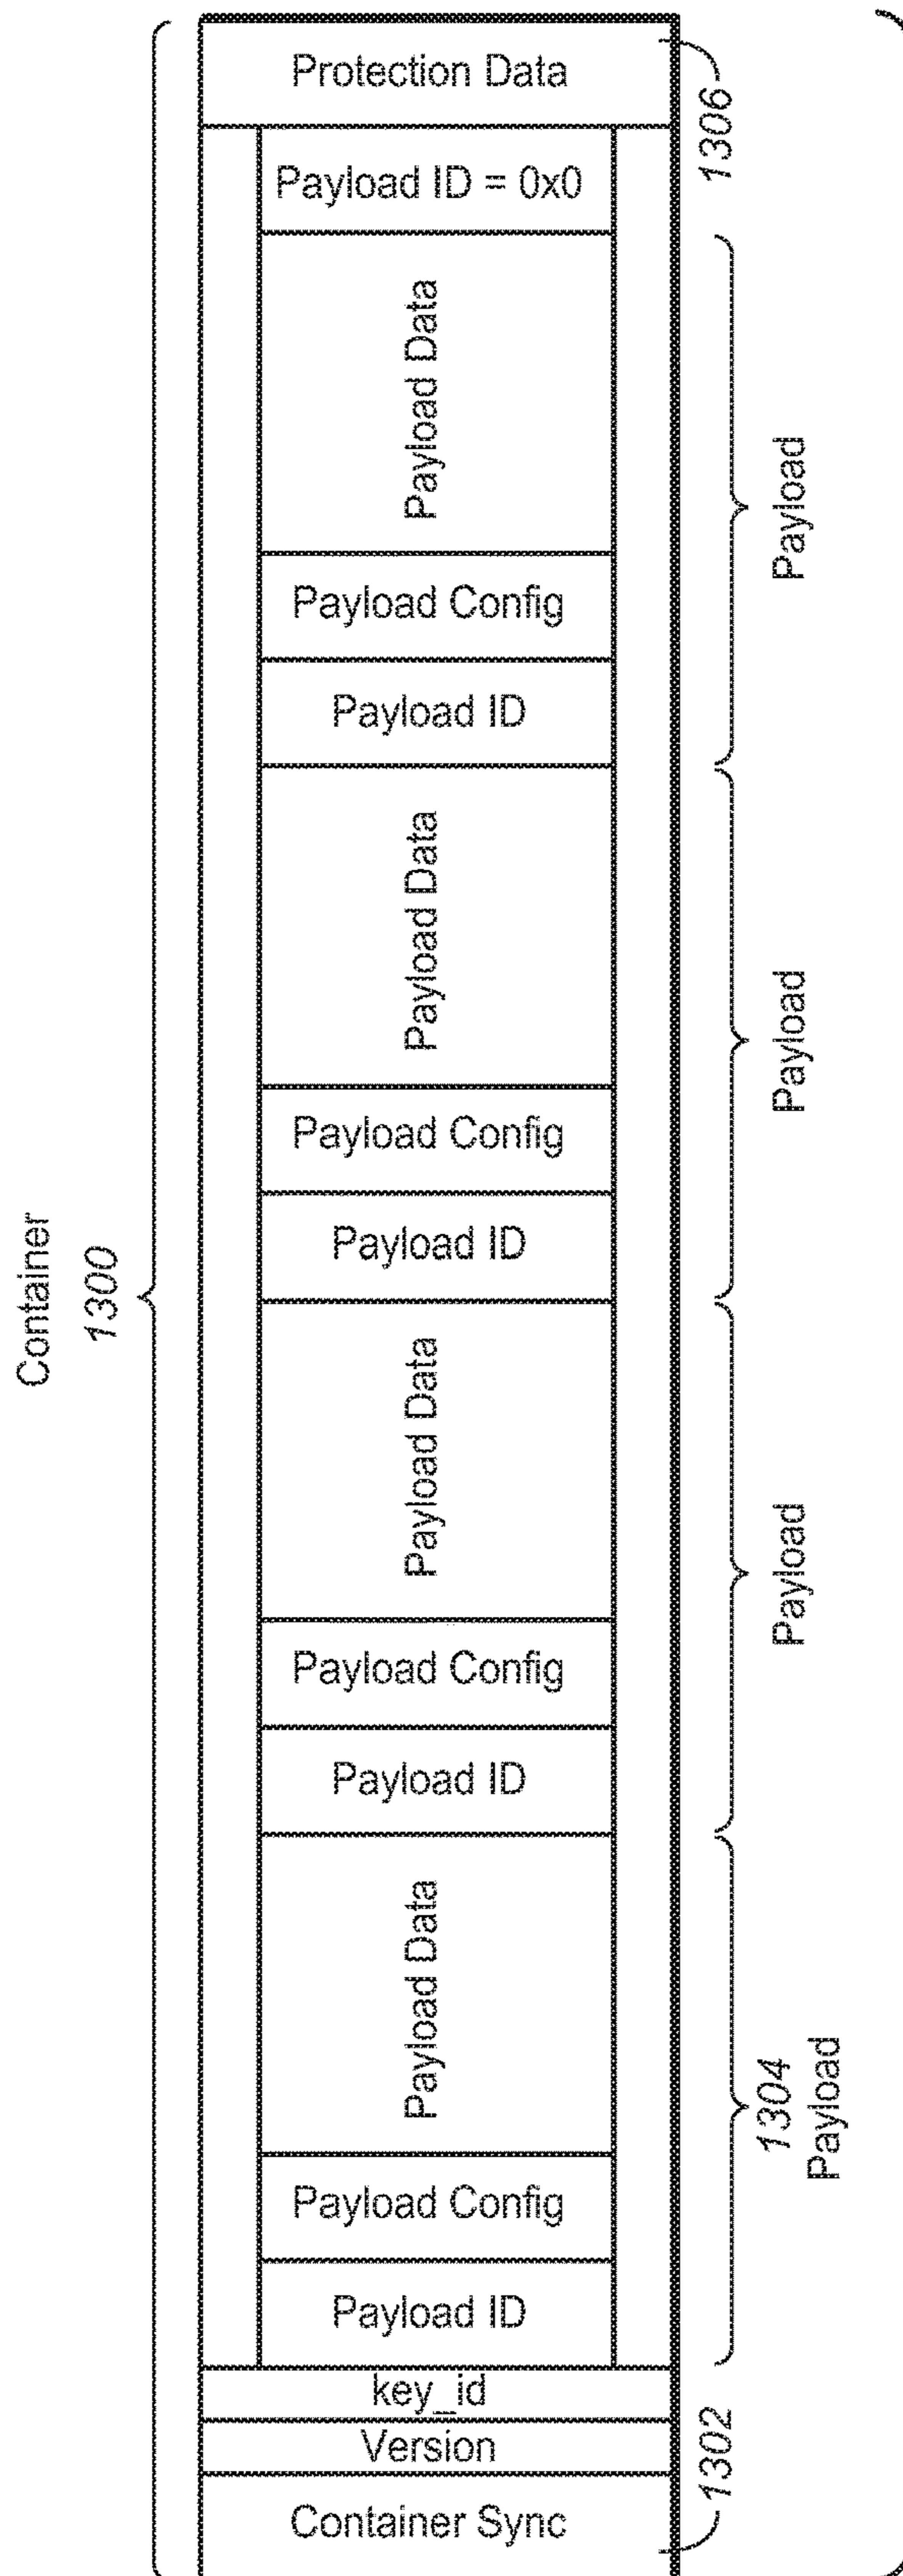 Container
1300
Protection Data
1306
Payload ID = 0x0
Payload Data
Payload Config
Payload ID
Payload
Payload Data
Payload Config
Payload ID
Payload
Payload Data
Payload Config
Payload ID
Payload
Payload Data
Payload Config
Payload ID
1304
Payload
key_id
Version
Container Sync
1302